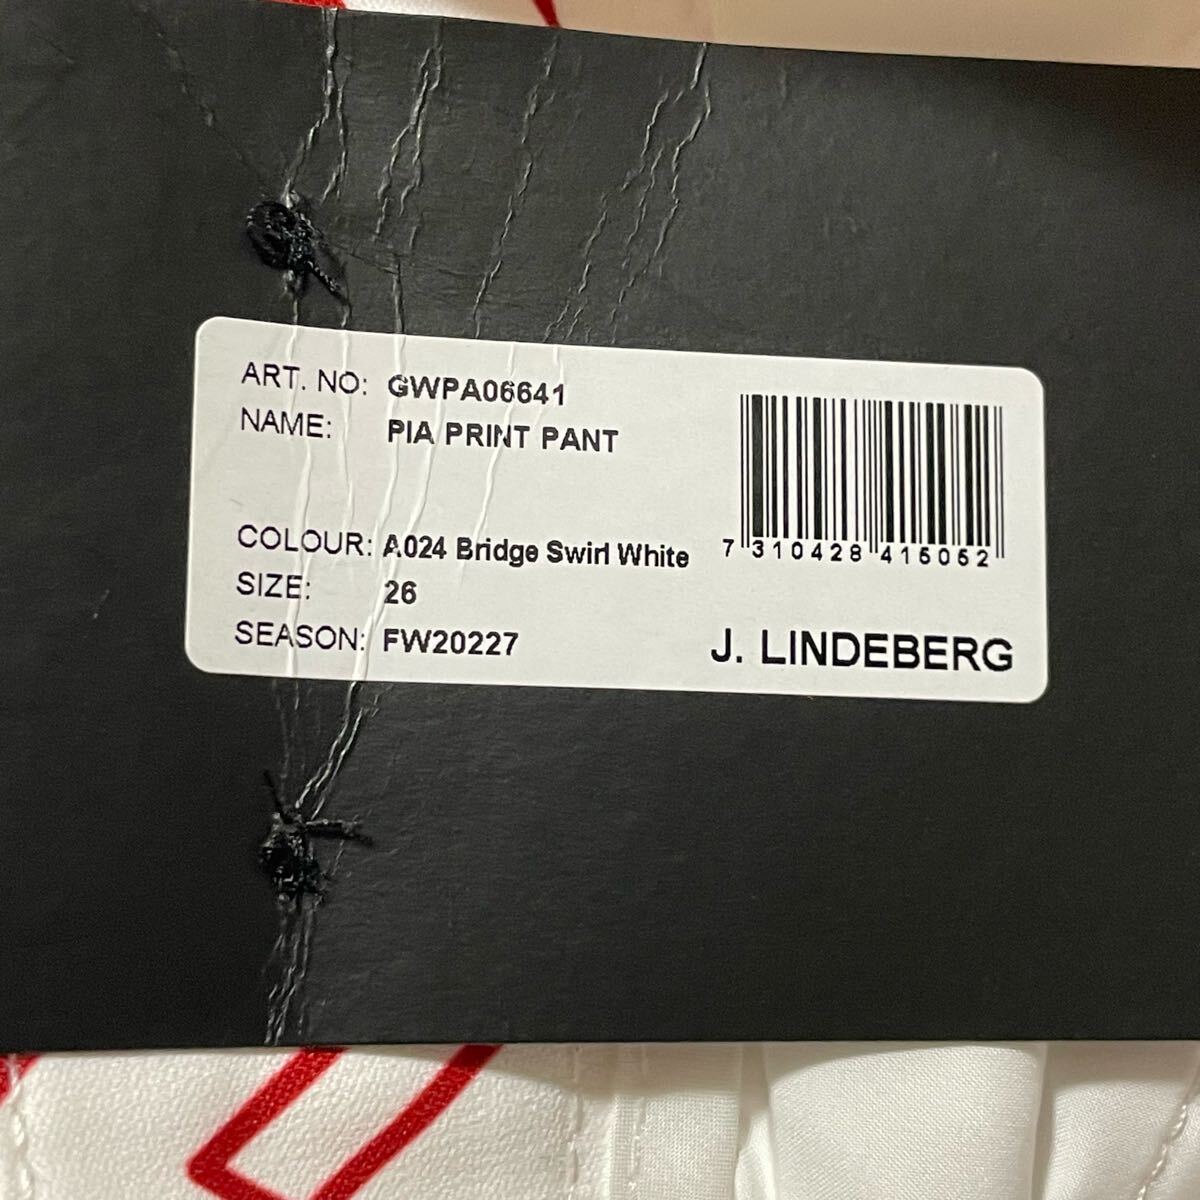 ART. NO: GWPA06641
NAME: PIA PRINT PANT
COLOUR: A024 Bridge Swirl White
SIZE: 26
SEASON: FW20227
7 310428 415052
J. LINDEBERG